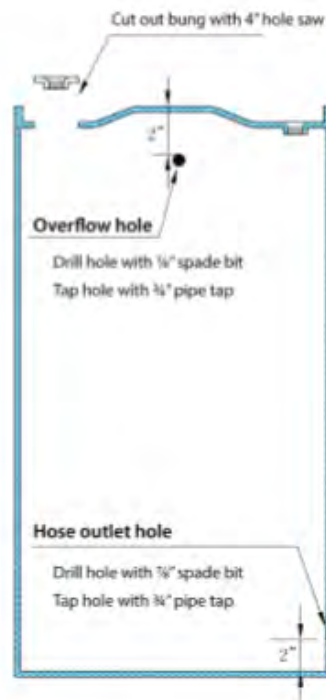 Cut out bung with 4" hole saw
2"
Overflow hole
Drill hole with ⅞" spade bit
Tap hole with ¾" pipe tap
Hose outlet hole
Drill hole with ⅞" spade bit
Tap hole with ¾" pipe tap
2"